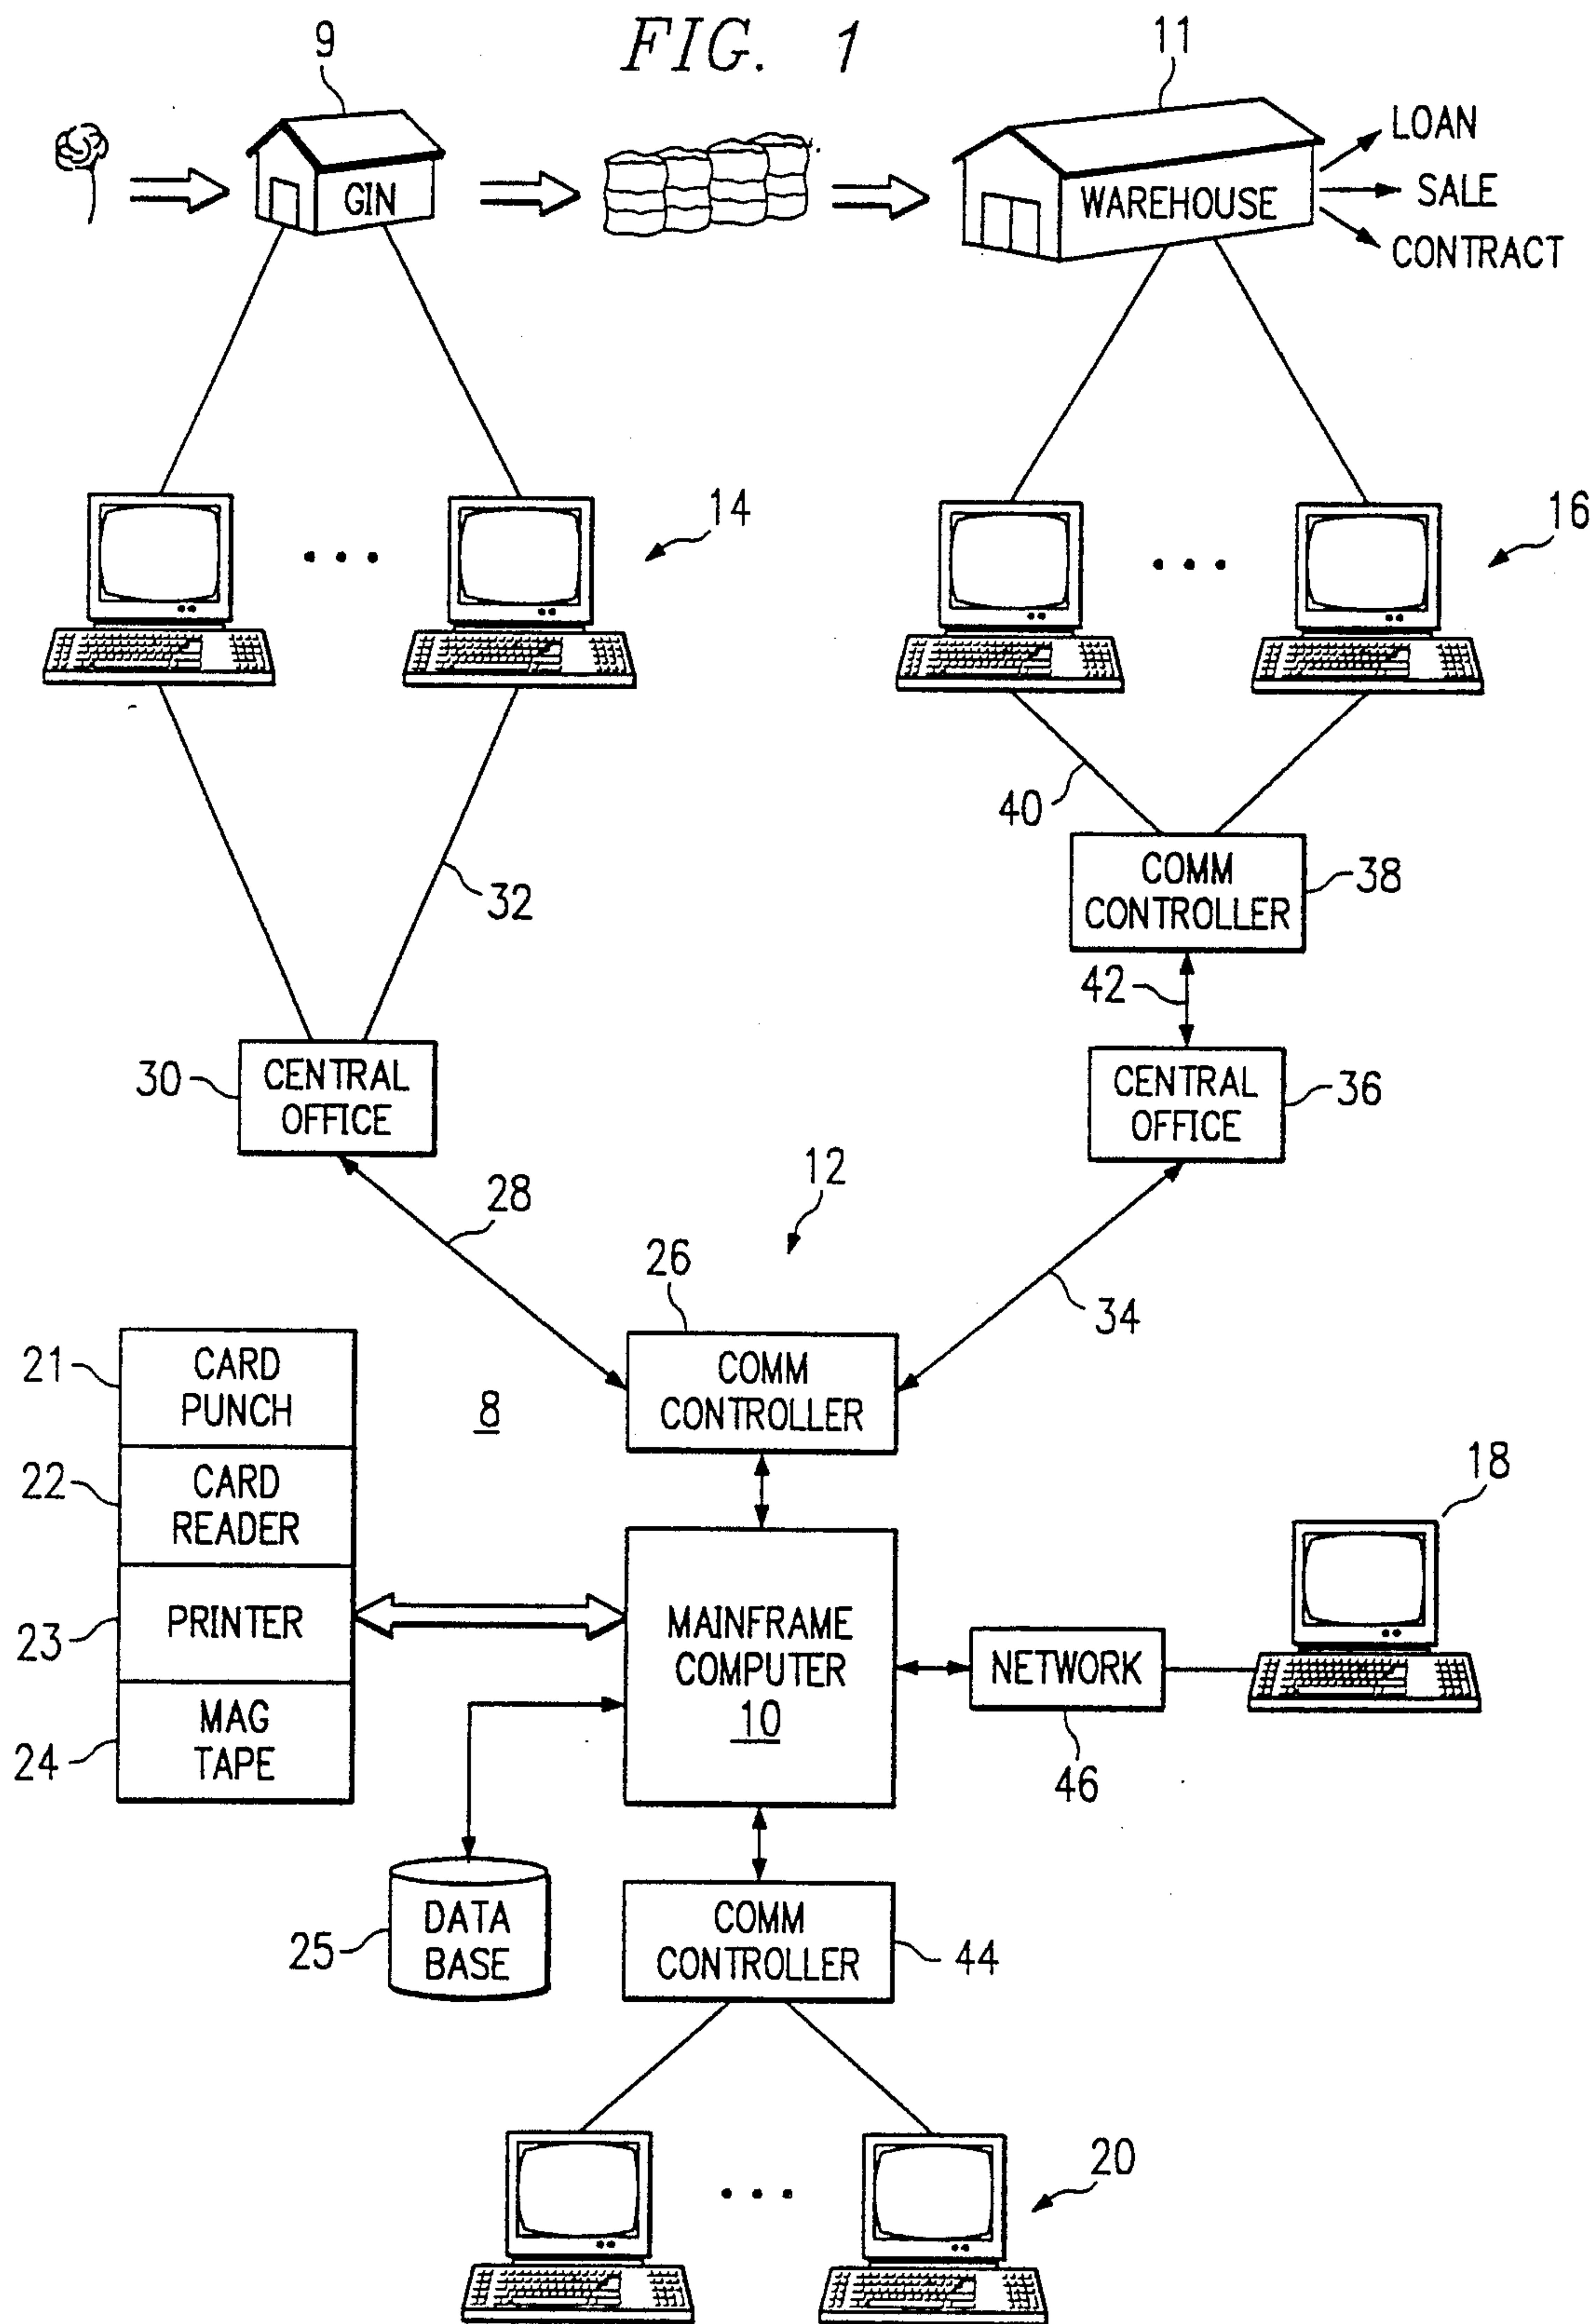 FIG. 1
9
11
GIN
WAREHOUSE
LOAN
SALE
CONTRACT
14
16
40
32
COMM
CONTROLLER
38
42
30
CENTRAL
OFFICE
CENTRAL
OFFICE
36
28
12
26
34
21
CARD
PUNCH
8
COMM
CONTROLLER
22
CARD
READER
18
23
PRINTER
MAINFRAME
COMPUTER
10
NETWORK
46
24
MAG
TAPE
25
DATA
BASE
COMM
CONTROLLER
44
20